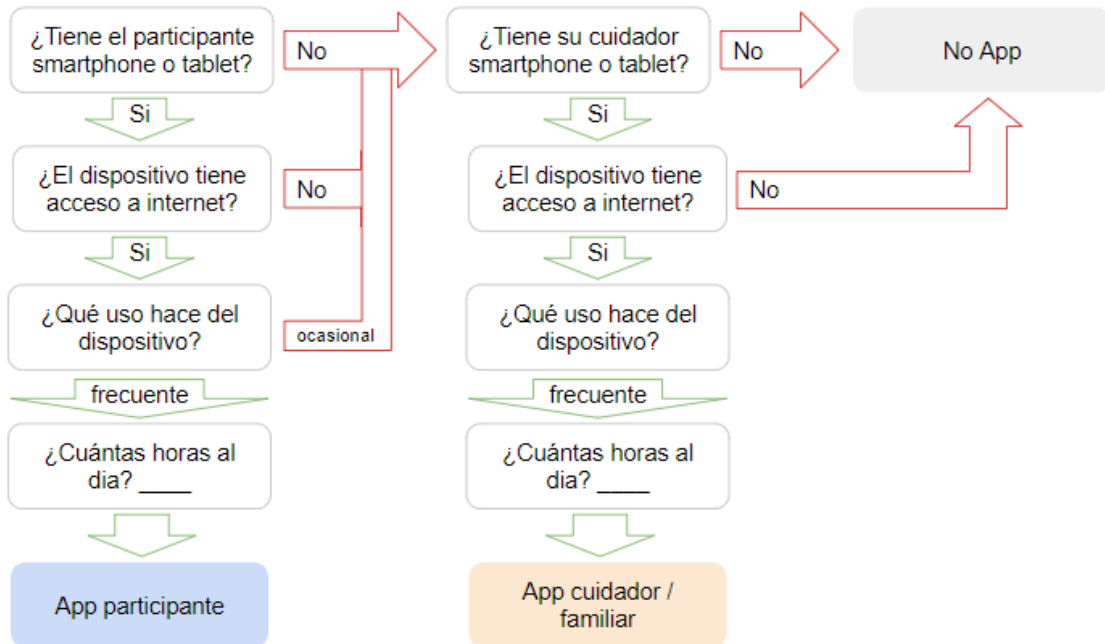 ¿Tiene el participante
smartphone o tablet?
No
¿Tiene su cuidador
smartphone o tablet?
No
No App
Si
Si
¿El dispositivo tiene
acceso a internet?
No
¿El dispositivo tiene
acceso a internet?
No
Si
Si
¿Qué uso hace del
dispositivo?
ocasional
¿Qué uso hace del
dispositivo?
frecuente
frecuente
¿Cuántas horas al
dia? ____
¿Cuántas horas al
dia? ____
App participante
App cuidador /
familiar